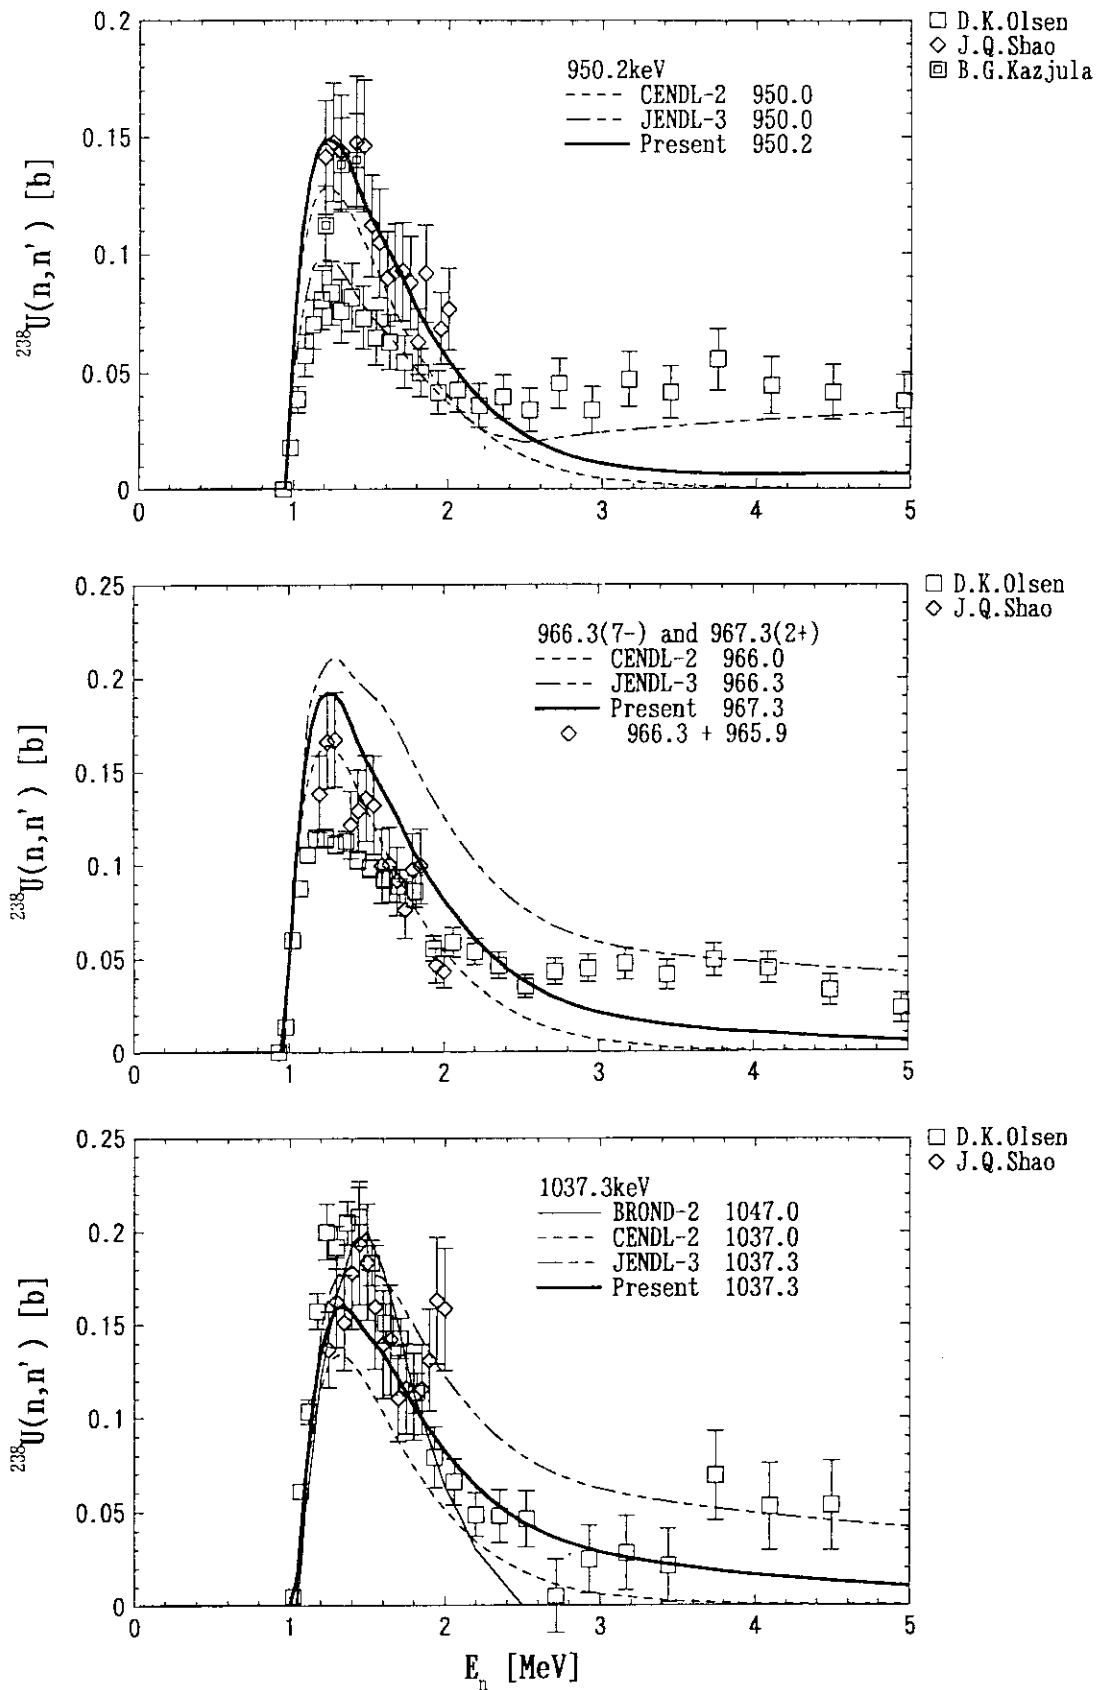 0.2
0.15
0.1
0.05
0
0 1 2 3 4 5
²³⁸U(n,n') [b]
950.2keV
CENDL-2 950.0
JENDL-3 950.0
Present 950.2
D.K.Olsen
J.Q.Shao
B.G.Kazjula
0.25
0.2
0.15
0.1
0.05
0
0 1 2 3 4 5
²³⁸U(n,n') [b]
966.3(7-) and 967.3(2+)
CENDL-2 966.0
JENDL-3 966.3
Present 967.3
966.3 + 965.9
D.K.Olsen
J.Q.Shao
0.25
0.2
0.15
0.1
0.05
0
0 1 2 3 4 5
²³⁸U(n,n') [b]
1037.3keV
BROND-2 1047.0
CENDL-2 1037.0
JENDL-3 1037.3
Present 1037.3
D.K.Olsen
J.Q.Shao
Eₙ [MeV]